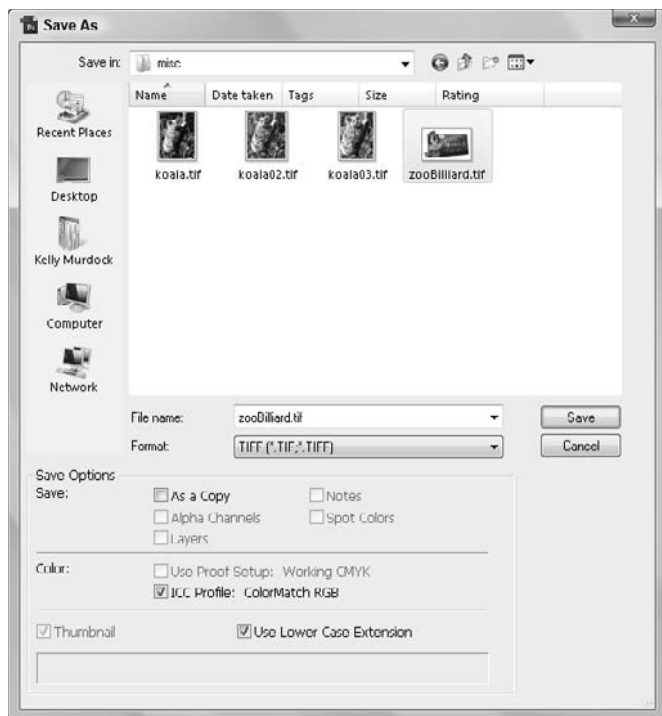 Save As
Save in: misc
Name Date taken Tags Size Rating
Recent Places
koala.tif koala02.tif koala03.tif zooBilliard.tif
Desktop
Kelly Murdock
Computer
Network
File name: zooBilliard.tif Save
Format: TIFF (*.TIF;*.TIFF) Cancel
Save Options
Save: As a Copy Notes
Alpha Channels Spot Colors
Layers
Color: Use Proof Setup: Working CMYK
ICC Profile: ColorMatch RGB
Thumbnail Use Lower Case Extension